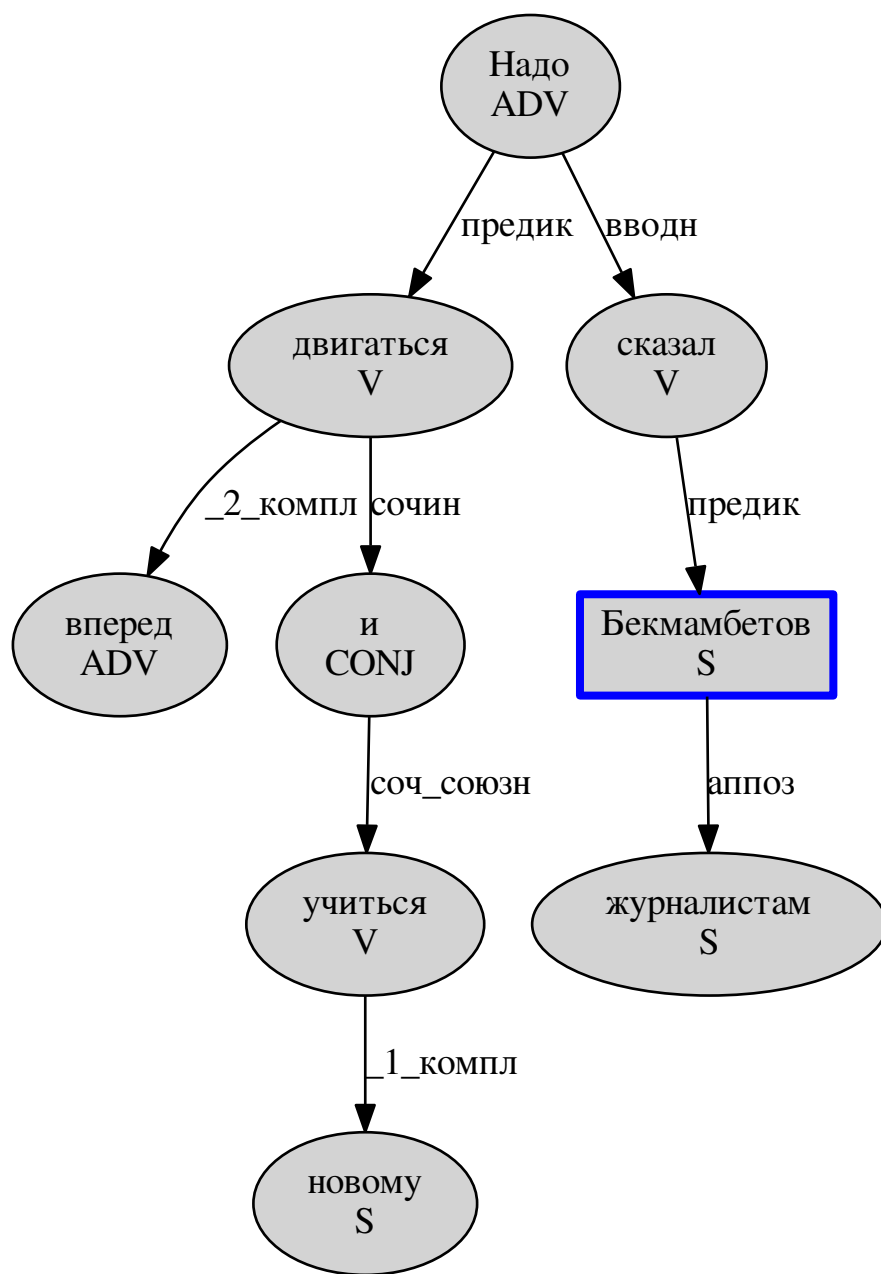 Надо
ADV
предик
вводн
двигаться
V
сказал
V
_2_компл
сочин
предик
вперед
ADV
и
CONJ
Бекмамбетов
S
соч_союзн
аппоз
учиться
V
журналистам
S
_1_компл
новому
S